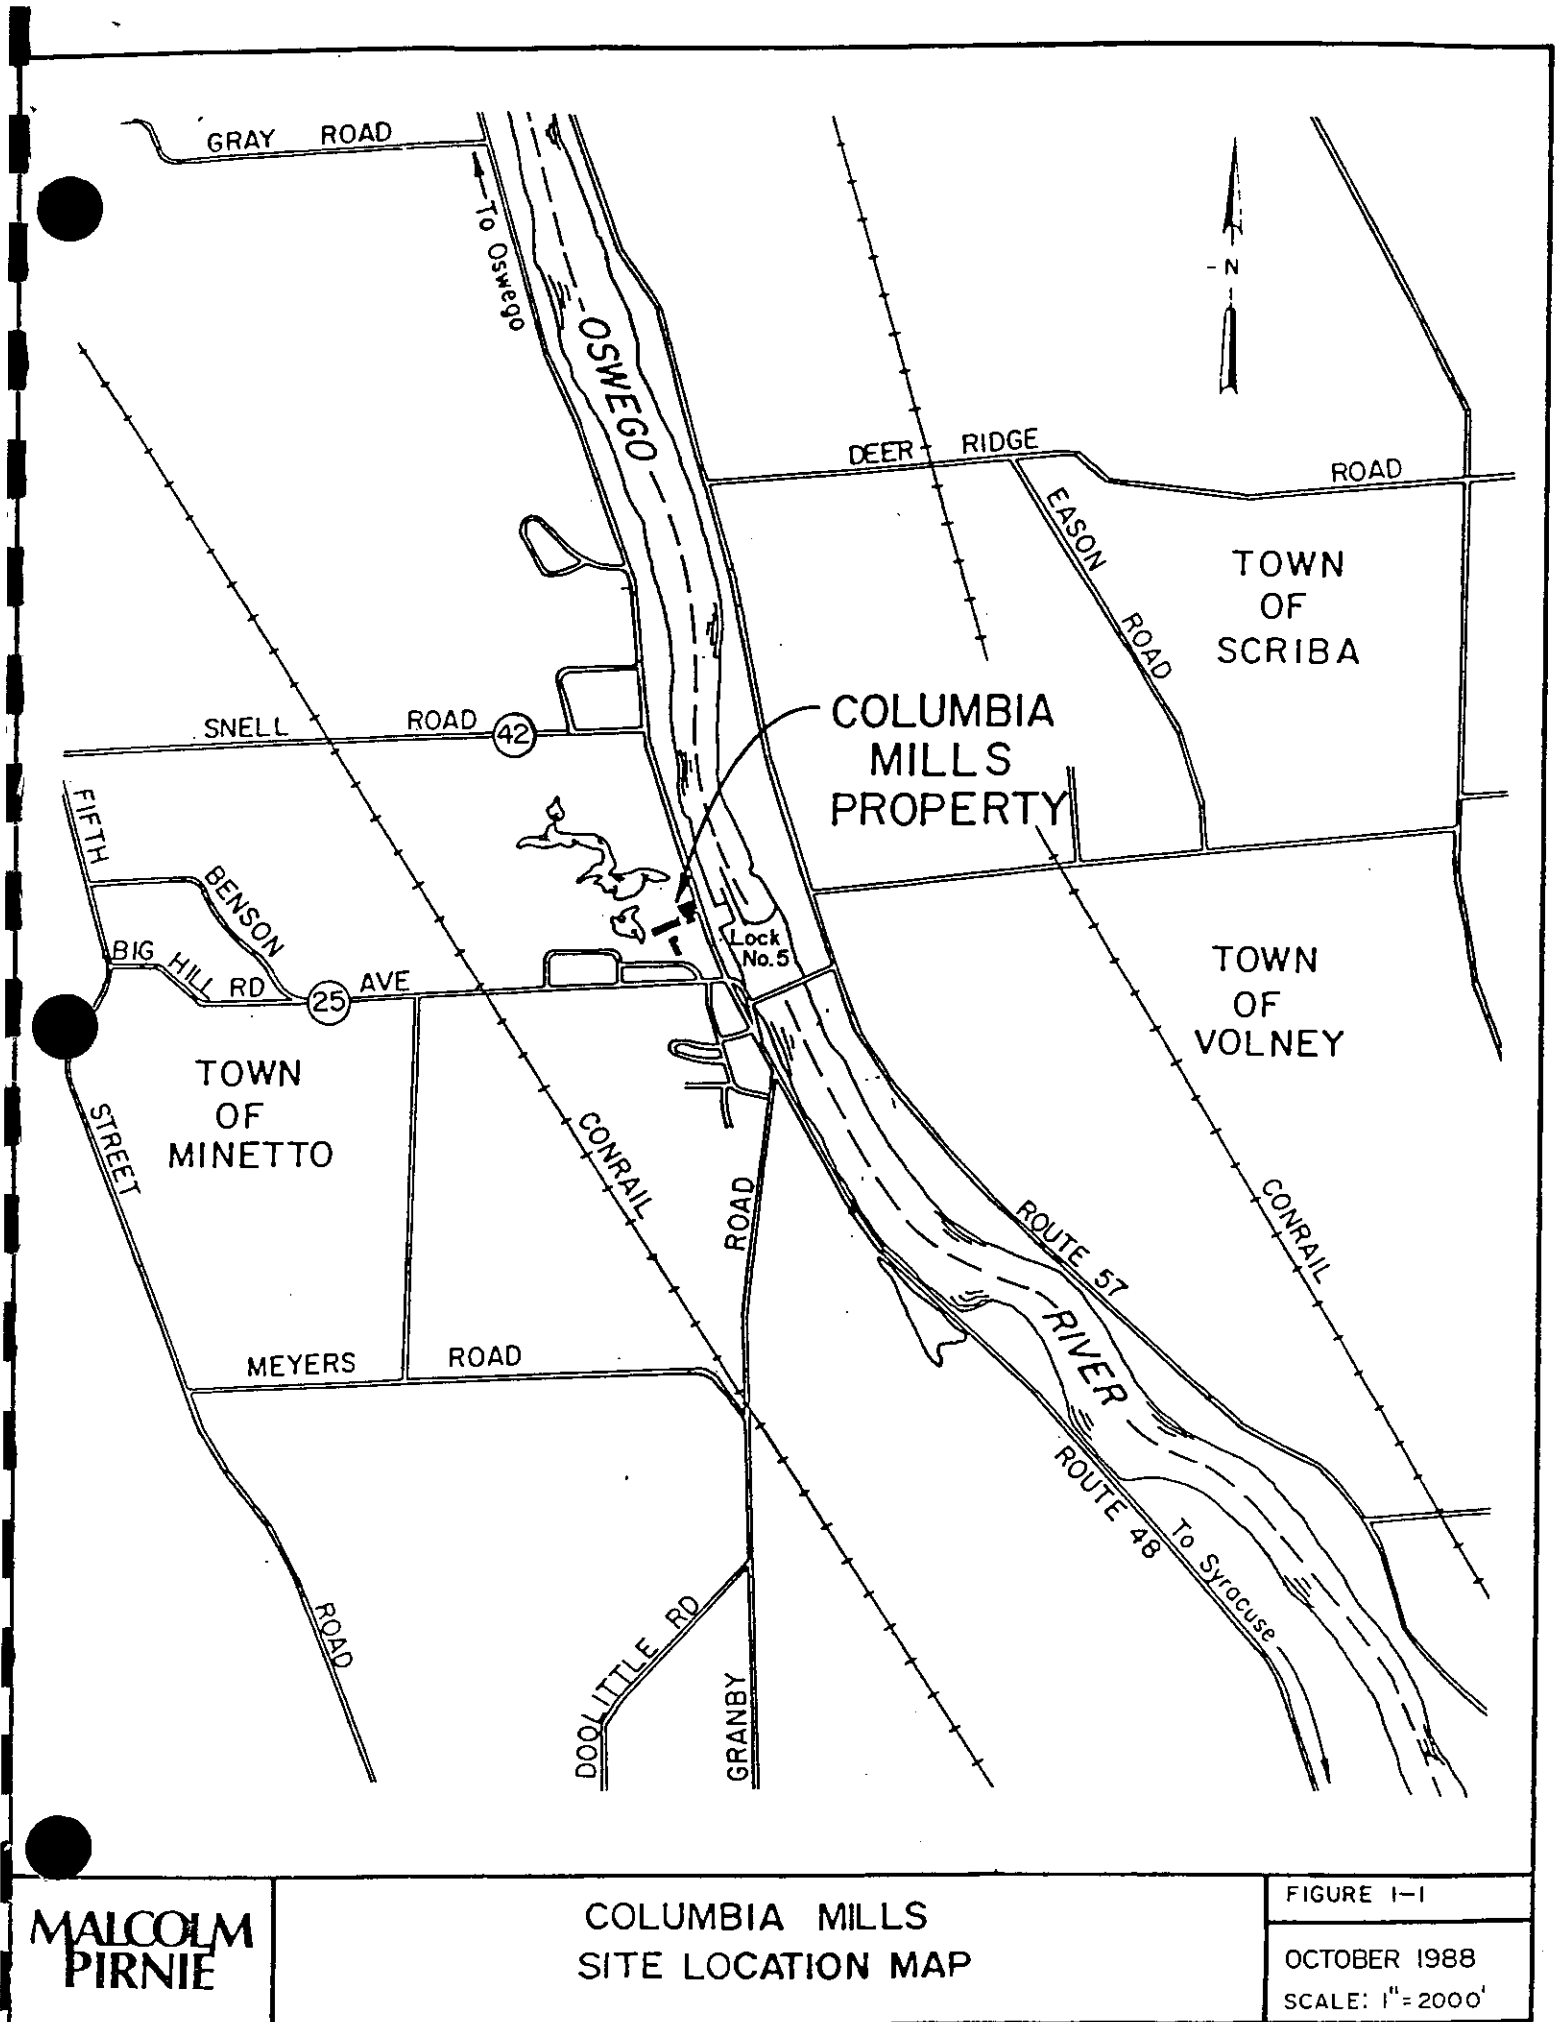 GRAY ROAD
To Oswego
- N
OSWEGO
DEER RIDGE ROAD
EASON ROAD
TOWN
OF
SCRIBA
SNELL ROAD 42
COLUMBIA
MILLS
PROPERTY
FIFTH
BENSON
AVE
BIG HILL RD 25
Lock
No.5
TOWN
OF
VOLNEY
TOWN
OF
MINETTO
STREET
CONRAIL
ROAD
ROUTE 57
CONRAIL
RIVER
MEYERS ROAD
ROUTE 48
To Syracuse
ROAD
DOOLITTLE RD
GRANBY
MALCOLM
PIRNIE
COLUMBIA MILLS
SITE LOCATION MAP
FIGURE 1-1
OCTOBER 1988
SCALE: 1"=2000'